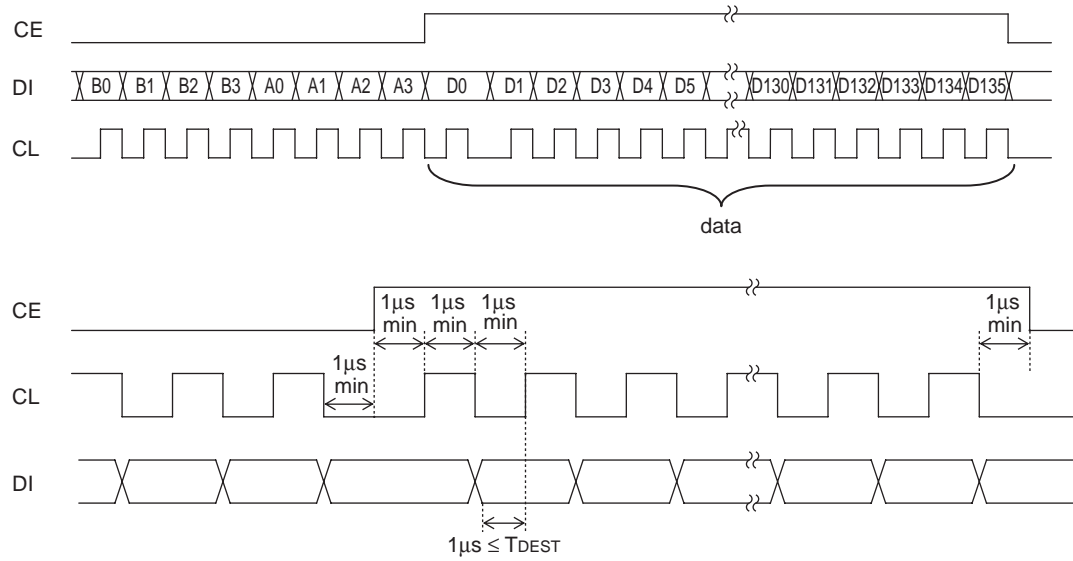 CE
DI B0 B1 B2 B3 A0 A1 A2 A3 D0 D1 D2 D3 D4 D5 D130 D131 D132 D133 D134 D135
CL
data
CE
1μs min 1μs min 1μs min 1μs min
1μs min
CL
DI
1μs ≤ TDEST